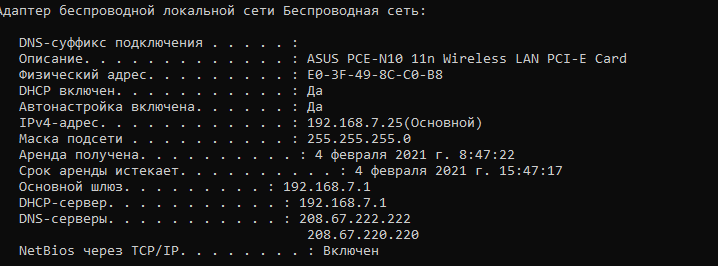 Адаптер беспроводной локальной сети Беспроводная сеть:
DNS-суффикс подключения . . . . . :
Описание. . . . . . . . . . . . . : ASUS PCE-N10 11n Wireless LAN PCI-E Card
Физический адрес. . . . . . . . . : E0-3F-49-8C-C0-B8
DHCP включен. . . . . . . . . . . : Да
Автонастройка включена. . . . . . : Да
IPv4-адрес. . . . . . . . . . . . : 192.168.7.25(Основной)
Маска подсети . . . . . . . . . . : 255.255.255.0
Аренда получена. . . . . . . . . . : 4 февраля 2021 г. 8:47:22
Срок аренды истекает. . . . . . . . . . : 4 февраля 2021 г. 15:47:17
Основной шлюз. . . . . . . . . : 192.168.7.1
DHCP-сервер. . . . . . . . . . . : 192.168.7.1
DNS-серверы. . . . . . . . . . . : 208.67.222.222
208.67.220.220
NetBios через TCP/IP. . . . . . . . : Включен